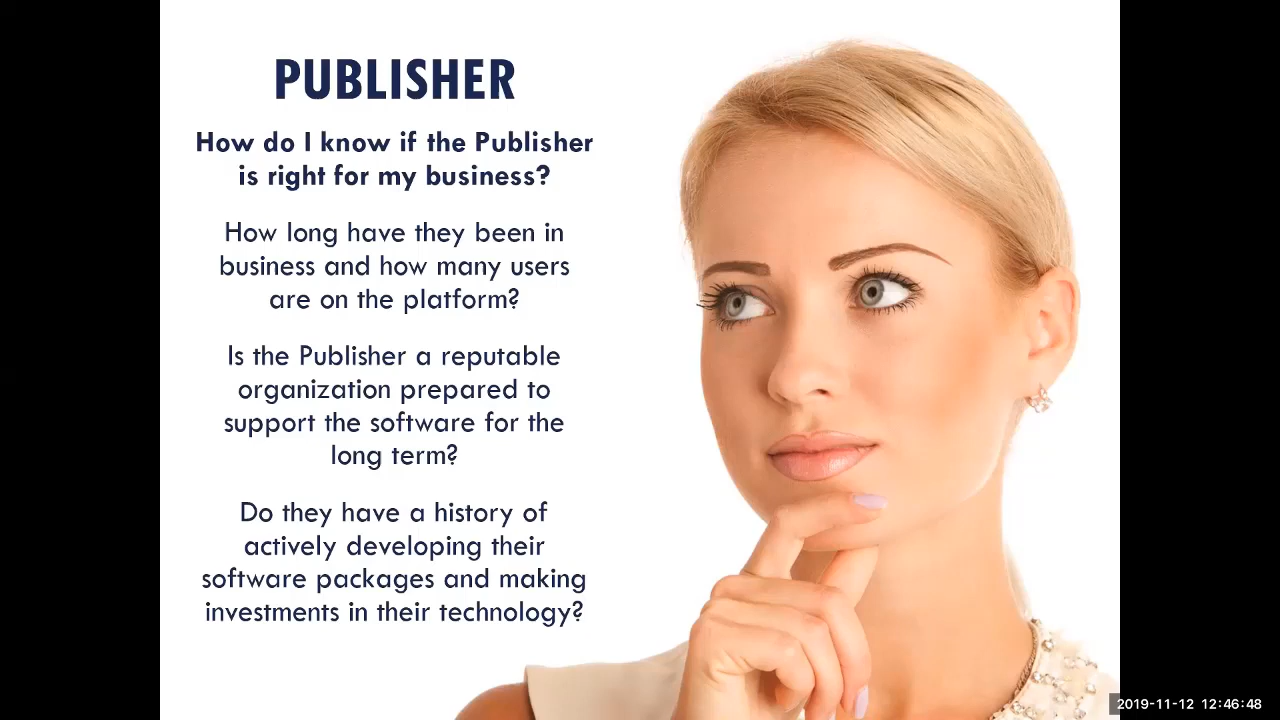 PUBLISHER
How do I know if the Publisher
is right for my business?
How long have they been in
business and how many users
are on the platform?
Is the Publisher a reputable
organization prepared to
support the software for the
long term?
Do they have a history of
actively developing their
software packages and making
investments in their technology?
2019-11-12 12:46:48